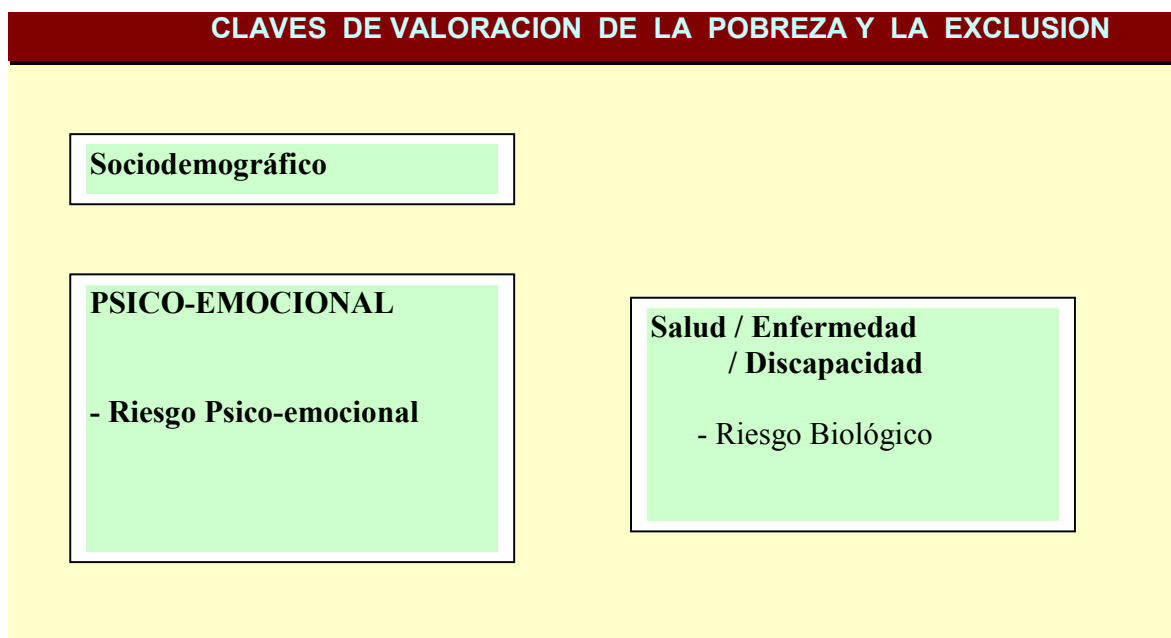 CLAVES DE VALORACION DE LA POBREZA Y LA EXCLUSION
Sociodemográfico
PSICO-EMOCIONAL
- Riesgo Psico-emocional
Salud / Enfermedad
/ Discapacidad
- Riesgo Biológico